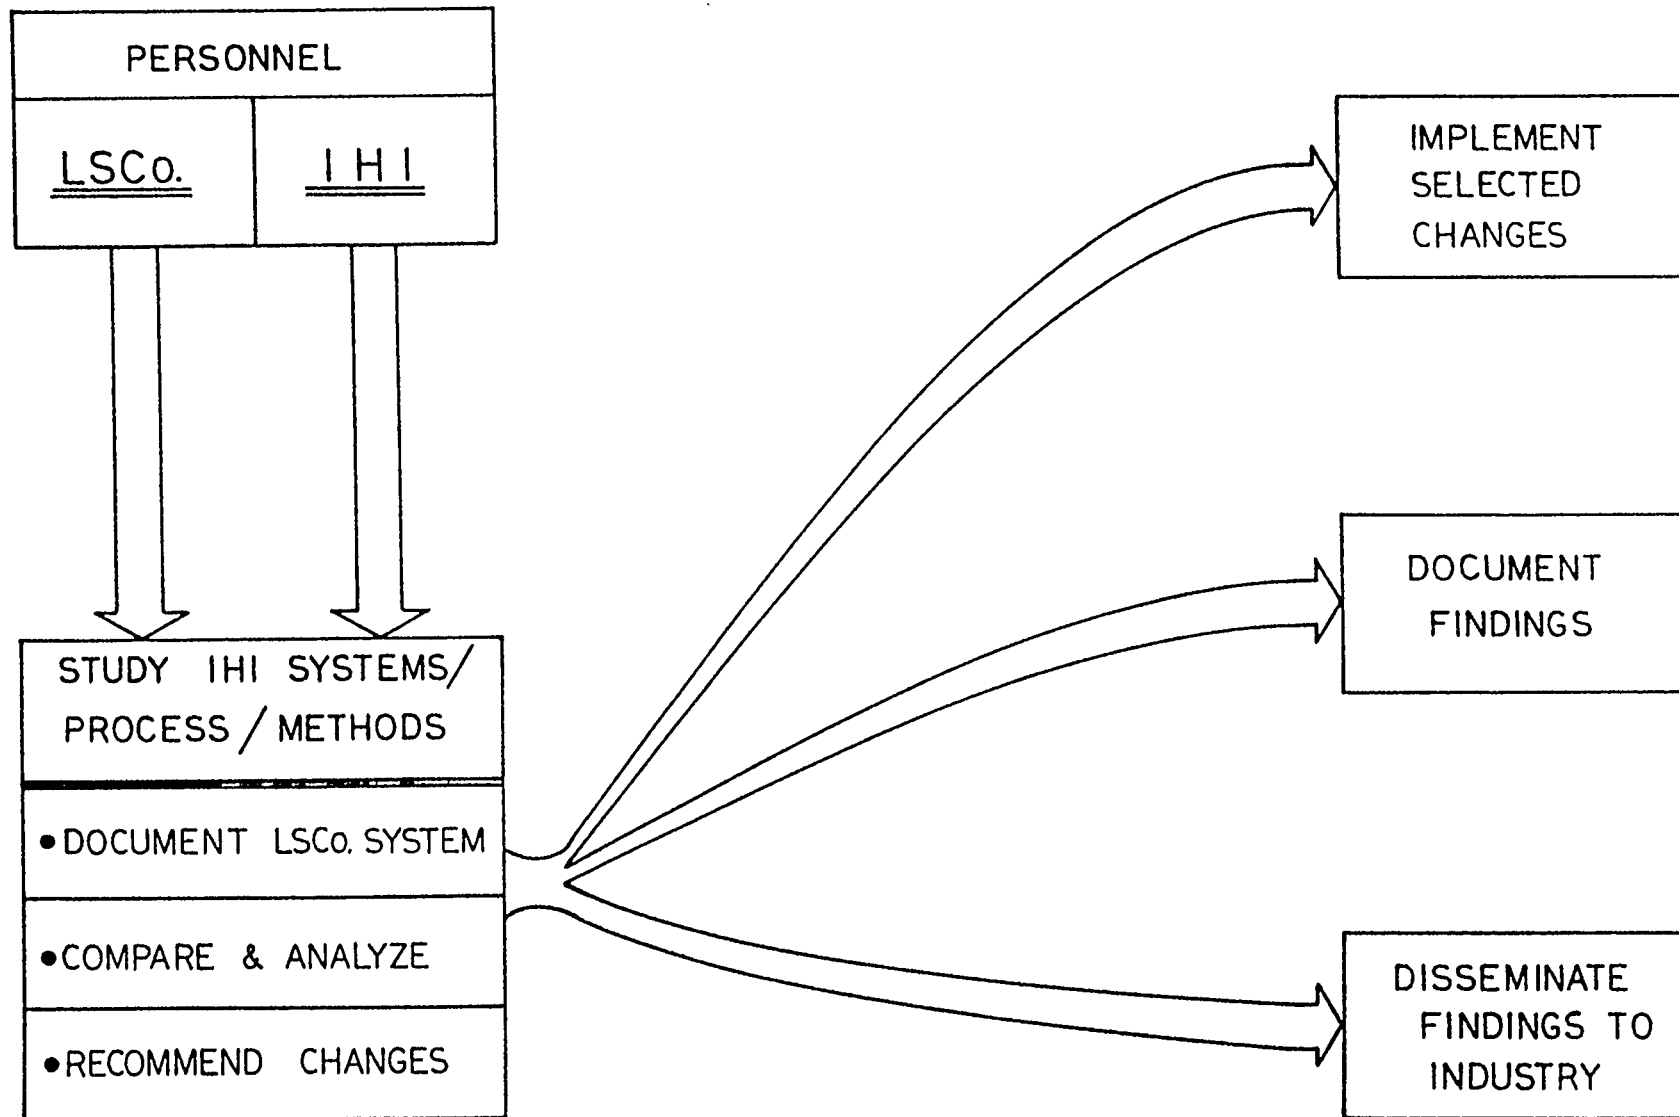 PERSONNEL
LSCo.
IHI
STUDY IHI SYSTEMS/
PROCESS / METHODS
•DOCUMENT LSCo. SYSTEM
•COMPARE & ANALYZE
•RECOMMEND CHANGES
IMPLEMENT
SELECTED
CHANGES
DOCUMENT
FINDINGS
DISSEMINATE
FINDINGS TO
INDUSTRY